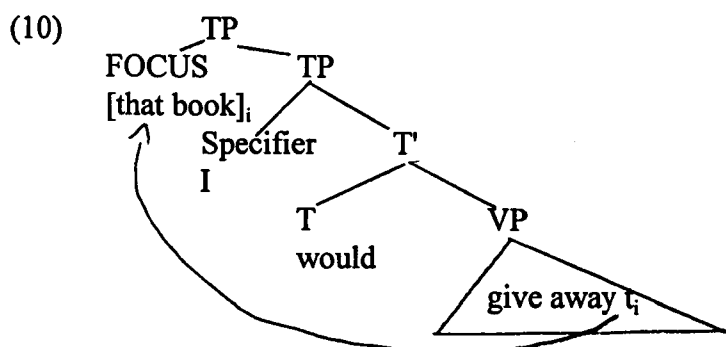 (10) TP
FOCUS TP
[that book]i
Specifier T'
I
T VP
would
give away ti